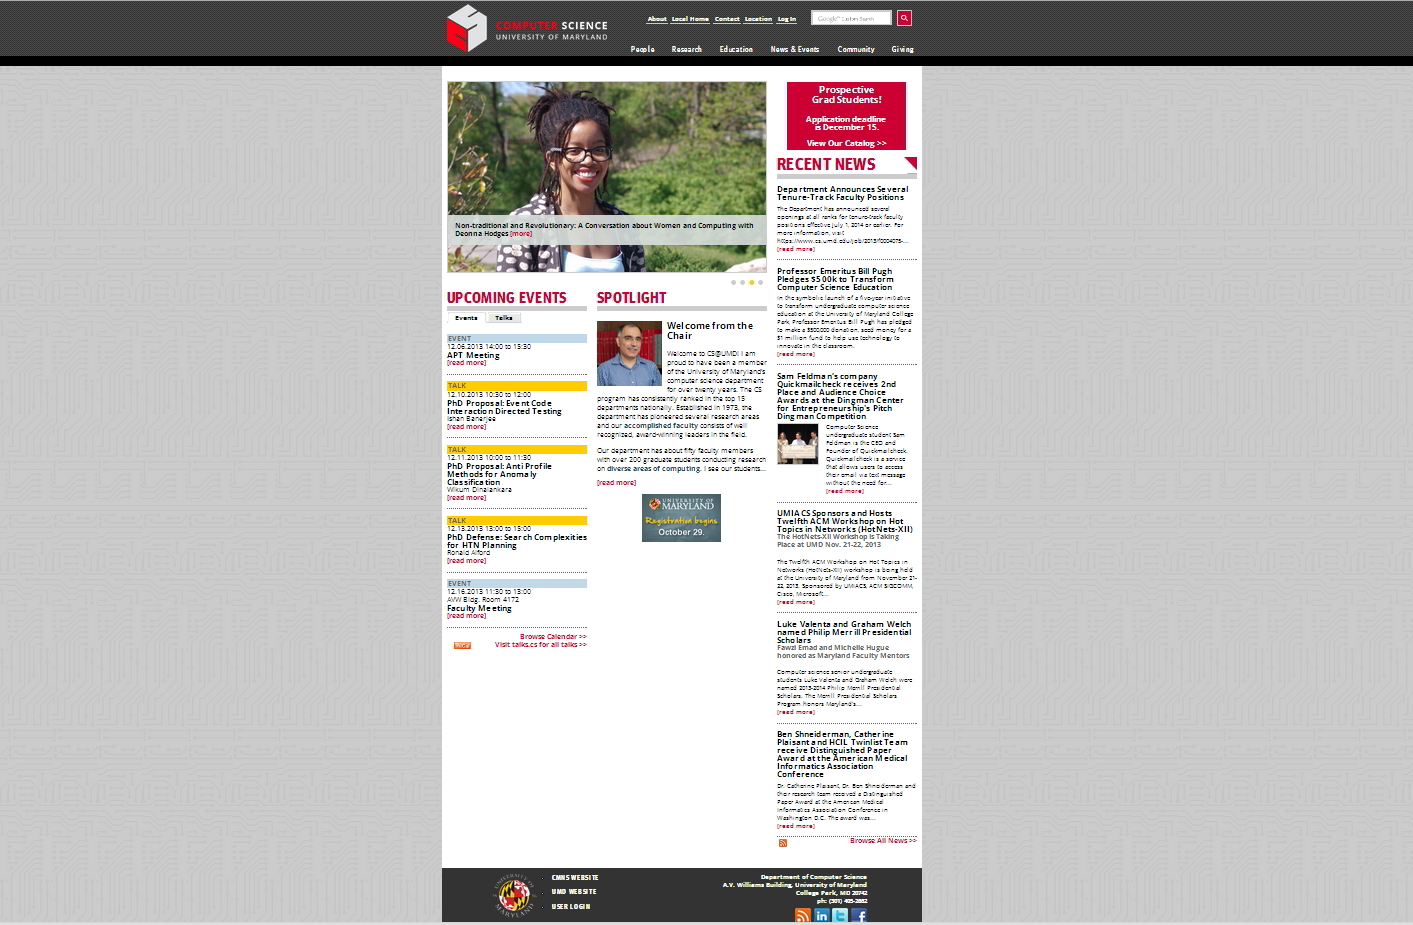 COMPUTER SCIENCE
UNIVERSITY OF MARYLAND
About Local Home Contact Location Log In
Google™ Custom Search
People Research Education News & Events Community Giving
Non-traditional and Revolutionary: A Conversation about Women and Computing with
Deonna Hodges [more]
UPCOMING EVENTS
Events Talks
EVENT
12.06.2013 14:00 to 15:30
APT Meeting
[read more]
TALK
12.10.2013 10:30 to 12:00
PhD Proposal: Event Code
Interaction Directed Testing
Ishan Banerjee
[read more]
TALK
12.11.2013 10:00 to 11:30
PhD Proposal: Anti Profile
Methods for Anomaly
Classification
Wikum Dinalankara
[read more]
TALK
12.13.2013 13:00 to 15:00
PhD Defense: Search Complexities
for HTN Planning
Ronald Alford
[read more]
EVENT
12.16.2013 11:30 to 13:00
AVW Bldg. Room 4172
Faculty Meeting
[read more]
Browse Calendar >>
Visit talks.cs for all talks >>
SPOTLIGHT
Welcome from the
Chair
Welcome to CS@UMD! I am
proud to have been a member
of the University of Maryland's
computer science department
for over twenty years. The CS
program has consistently ranked in the top 15
departments nationally. Established in 1973, the
department has pioneered several research areas
and our accomplished faculty consists of well
recognized, award-winning leaders in the field.
Our department has about fifty faculty members
with over 200 graduate students conducting research
on diverse areas of computing. I see our students...
[read more]
UNIVERSITY OF
MARYLAND
Registration begins
October 29.
Prospective
Grad Students!
Application deadline
is December 15.
View Our Catalog >>
RECENT NEWS
Department Announces Several
Tenure-Track Faculty Positions
The Department has announced several
openings at all ranks for tenure-track faculty
positions effective July 1, 2014 or earlier. For
more information, visit
[read more]
Professor Emeritus Bill Pugh
Pledges $500k to Transform
Computer Science Education
In the symbolic launch of a five-year initiative
to transform undergraduate computer science
education at the University of Maryland College
Park, Professor Emeritus Bill Pugh has pledged
to make a $500,000 donation, seed money for a
$1 million fund to help use technology to
innovate in the classroom.
[read more]
Sam Feldman's company
Quickmailcheck receives 2nd
Place and Audience Choice
Awards at the Dingman Center
for Entrepreneurship's Pitch
Dingman Competition
Computer Science
undergraduate student Sam
Feldman is the CEO and
Founder of Quickmailcheck.
Quickmailcheck is a service
that allows users to access
their email via text message
without the need for...
[read more]
UMIACS Sponsors and Hosts
Twelfth ACM Workshop on Hot
Topics in Networks (HotNets-XII)
The HotNets-XII Workshop is Taking
Place at UMD Nov. 21-22, 2013
The Twelfth ACM Workshop on Hot Topics in
Networks (HotNets-XII) workshop is being held
at the University of Maryland from November 21-
22, 2013. Sponsored by UMIACS, ACM SIGCOMM,
Cisco, Microsoft...
[read more]
Luke Valenta and Graham Welch
named Philip Merrill Presidential
Scholars
Fawzi Emad and Michelle Hugue
honored as Maryland Faculty Mentors
Computer science senior undergraduate
students Luke Valenta and Graham Welch were
named 2013-2014 Philip Merrill Presidential
Scholars. The Merrill Presidential Scholars
Program honors Maryland's...
[read more]
Ben Shneiderman, Catherine
Plaisant and HCIL Twinlist Team
receive Distinguished Paper
Award at the American Medical
Informatics Association
Conference
Dr. Catherine Plaisant, Dr. Ben Shneiderman and
their research team received a Distinguished
Paper Award at the American Medical
Informatics Association Conference in
Washington D.C. The award was...
[read more]
Browse All News >>
UNIVERSITY OF
MARYLAND
CMNS WEBSITE
UMD WEBSITE
USER LOGIN
Department of Computer Science
A.V. Williams Building, University of Maryland
College Park, MD 20742
ph: (301) 405-2662